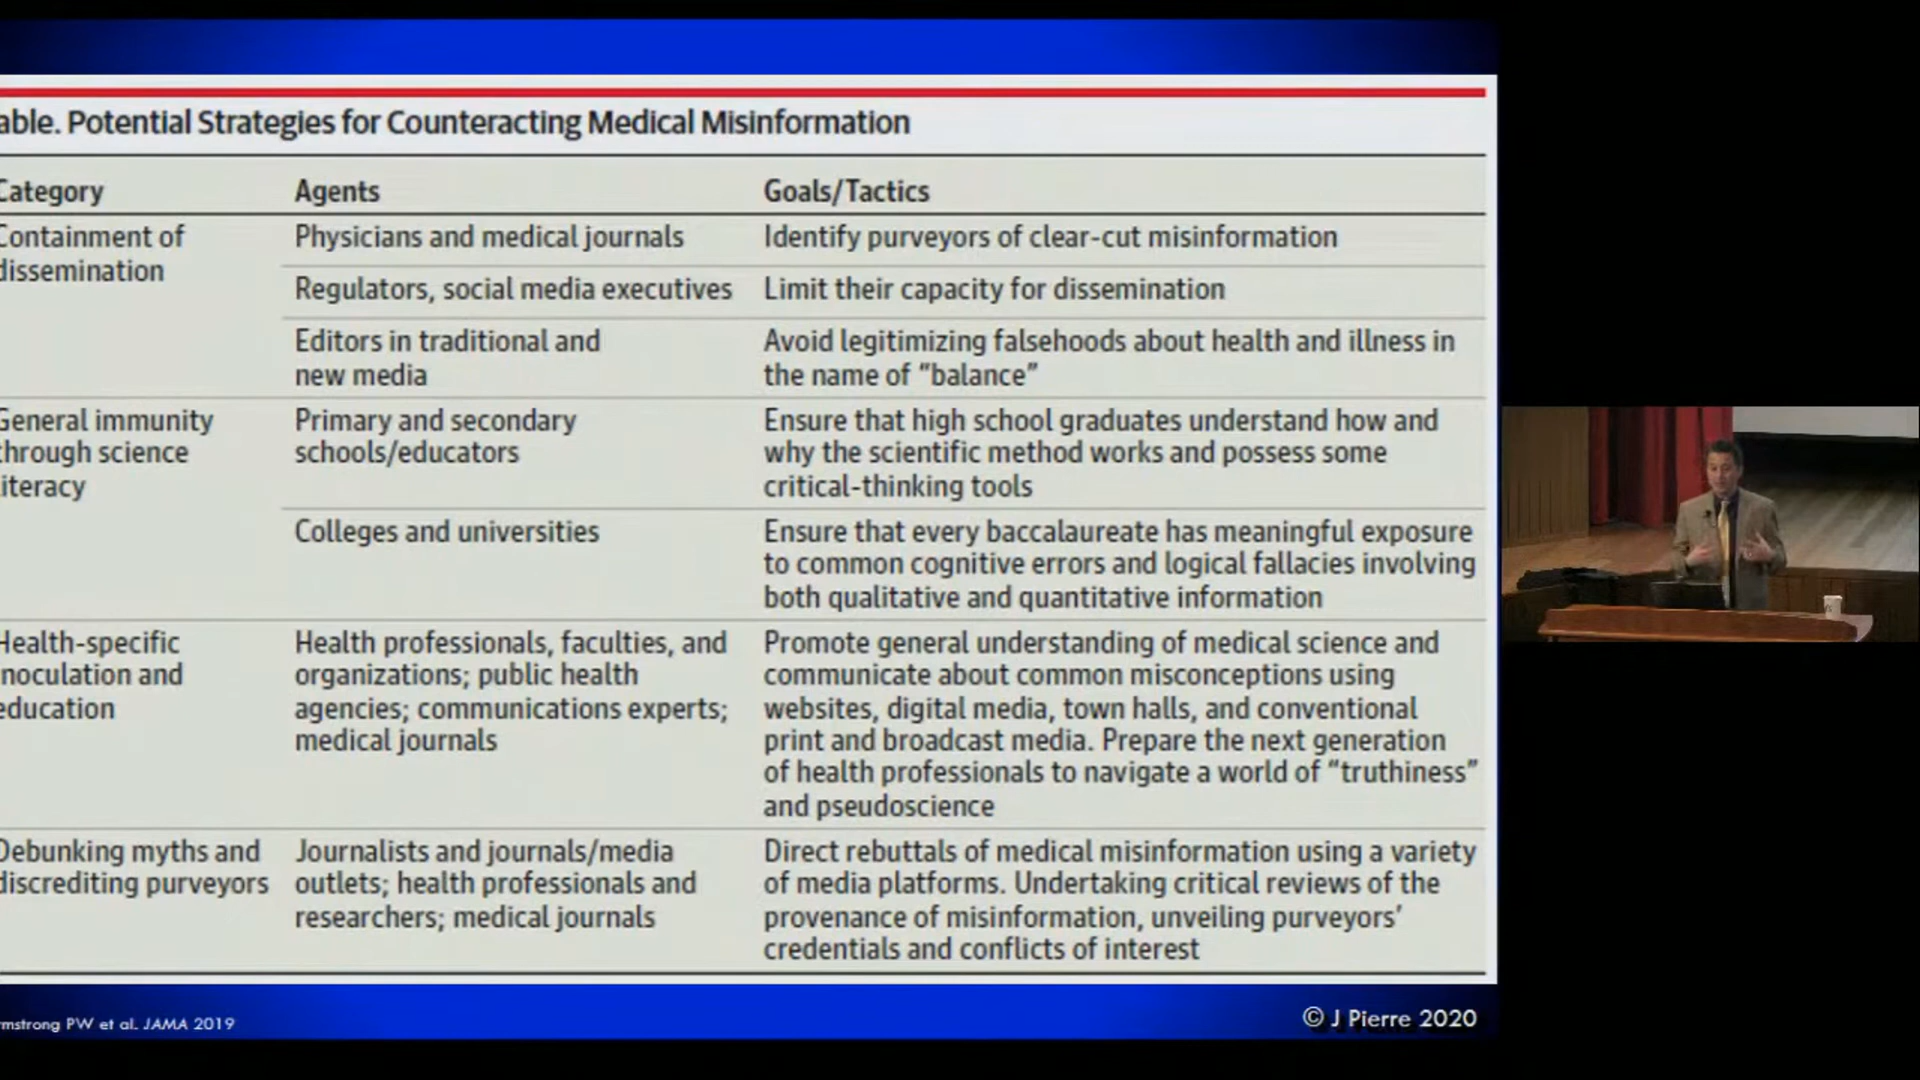 able. Potential Strategies for Counteracting Medical Misinformation
Category Agents Goals/Tactics
Containment of
dissemination
Physicians and medical journals
Identify purveyors of clear-cut misinformation
Regulators, social media executives
Limit their capacity for dissemination
Editors in traditional and
new media
Avoid legitimizing falsehoods about health and illness in
the name of “balance”
General immunity
through science
iteracy
Primary and secondary
schools/educators
Ensure that high school graduates understand how and
why the scientific method works and possess some
critical-thinking tools
Colleges and universities
Ensure that every baccalaureate has meaningful exposure
to common cognitive errors and logical fallacies involving
both qualitative and quantitative information
Health-specific
noculation and
education
Health professionals, faculties, and
organizations; public health
agencies; communications experts;
medical journals
Promote general understanding of medical science and
communicate about common misconceptions using
websites, digital media, town halls, and conventional
print and broadcast media. Prepare the next generation
of health professionals to navigate a world of “truthiness”
and pseudoscience
Debunking myths and
discrediting purveyors
Journalists and journals/media
outlets; health professionals and
researchers; medical journals
Direct rebuttals of medical misinformation using a variety
of media platforms. Undertaking critical reviews of the
provenance of misinformation, unveiling purveyors’
credentials and conflicts of interest
rmstrong PW et al. JAMA 2019
© J Pierre 2020